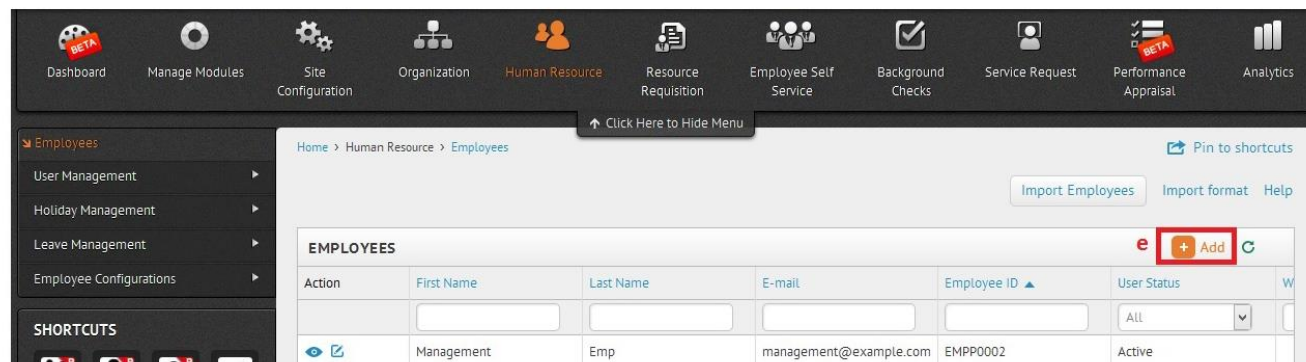 BETA
BETA
Dashboard
Manage Modules
Site
Configuration
Organization
Human Resource
Resource
Requisition
Employee Self
Service
Background
Checks
Service Request
Performance
Appraisal
Analytics
↑ Click Here to Hide Menu
Employees
User Management
Holiday Management
Leave Management
Employee Configurations
SHORTCUTS
Home > Human Resource > Employees
Pin to shortcuts
Import Employees Import format Help
EMPLOYEES e + Add
Action First Name Last Name E-mail Employee ID ▲ User Status W
All
Management Emp management@example.com EMPP0002 Active